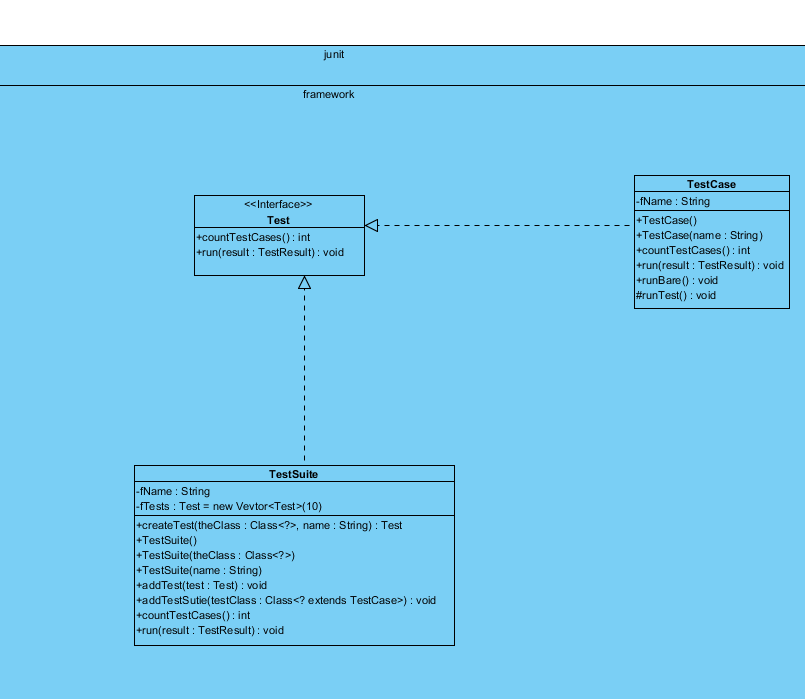 junit
framework
<<Interface>>
Test
+countTestCases() : int
+run(result : TestResult) : void
TestCase
-fName : String
+TestCase()
+TestCase(name : String)
+countTestCases() : int
+run(result : TestResult) : void
+runBare() : void
#runTest() : void
TestSuite
-fName : String
-fTests : Test = new Vevtor<Test>(10)
+createTest(theClass : Class<?>, name : String) : Test
+TestSuite()
+TestSuite(theClass : Class<?>)
+TestSuite(name : String)
+addTest(test : Test) : void
+addTestSutie(testClass : Class<? extends TestCase>) : void
+countTestCases() : int
+run(result : TestResult) : void